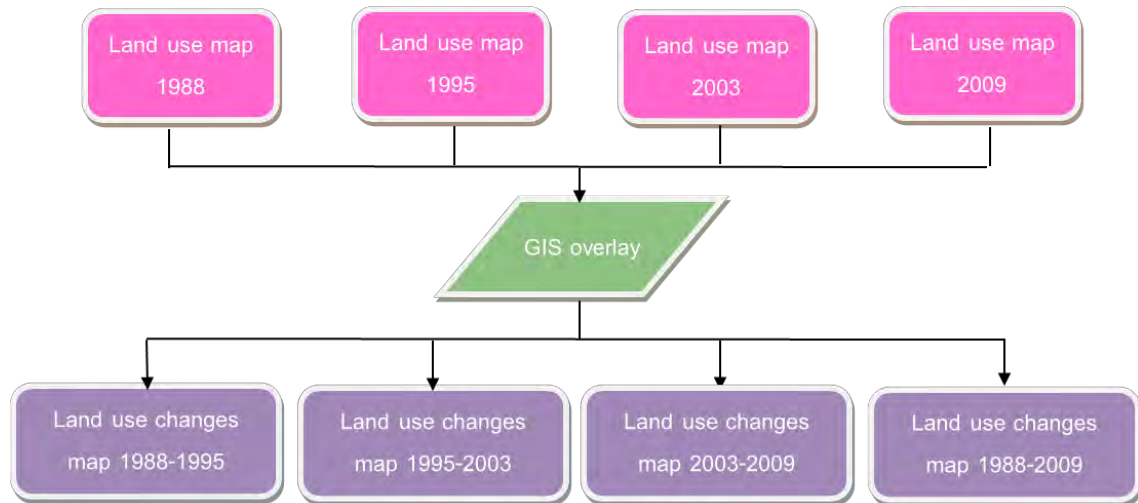 Land use map
1988
Land use map
1995
Land use map
2003
Land use map
2009
GIS overlay
Land use changes
map 1988-1995
Land use changes
map 1995-2003
Land use changes
map 2003-2009
Land use changes
map 1988-2009